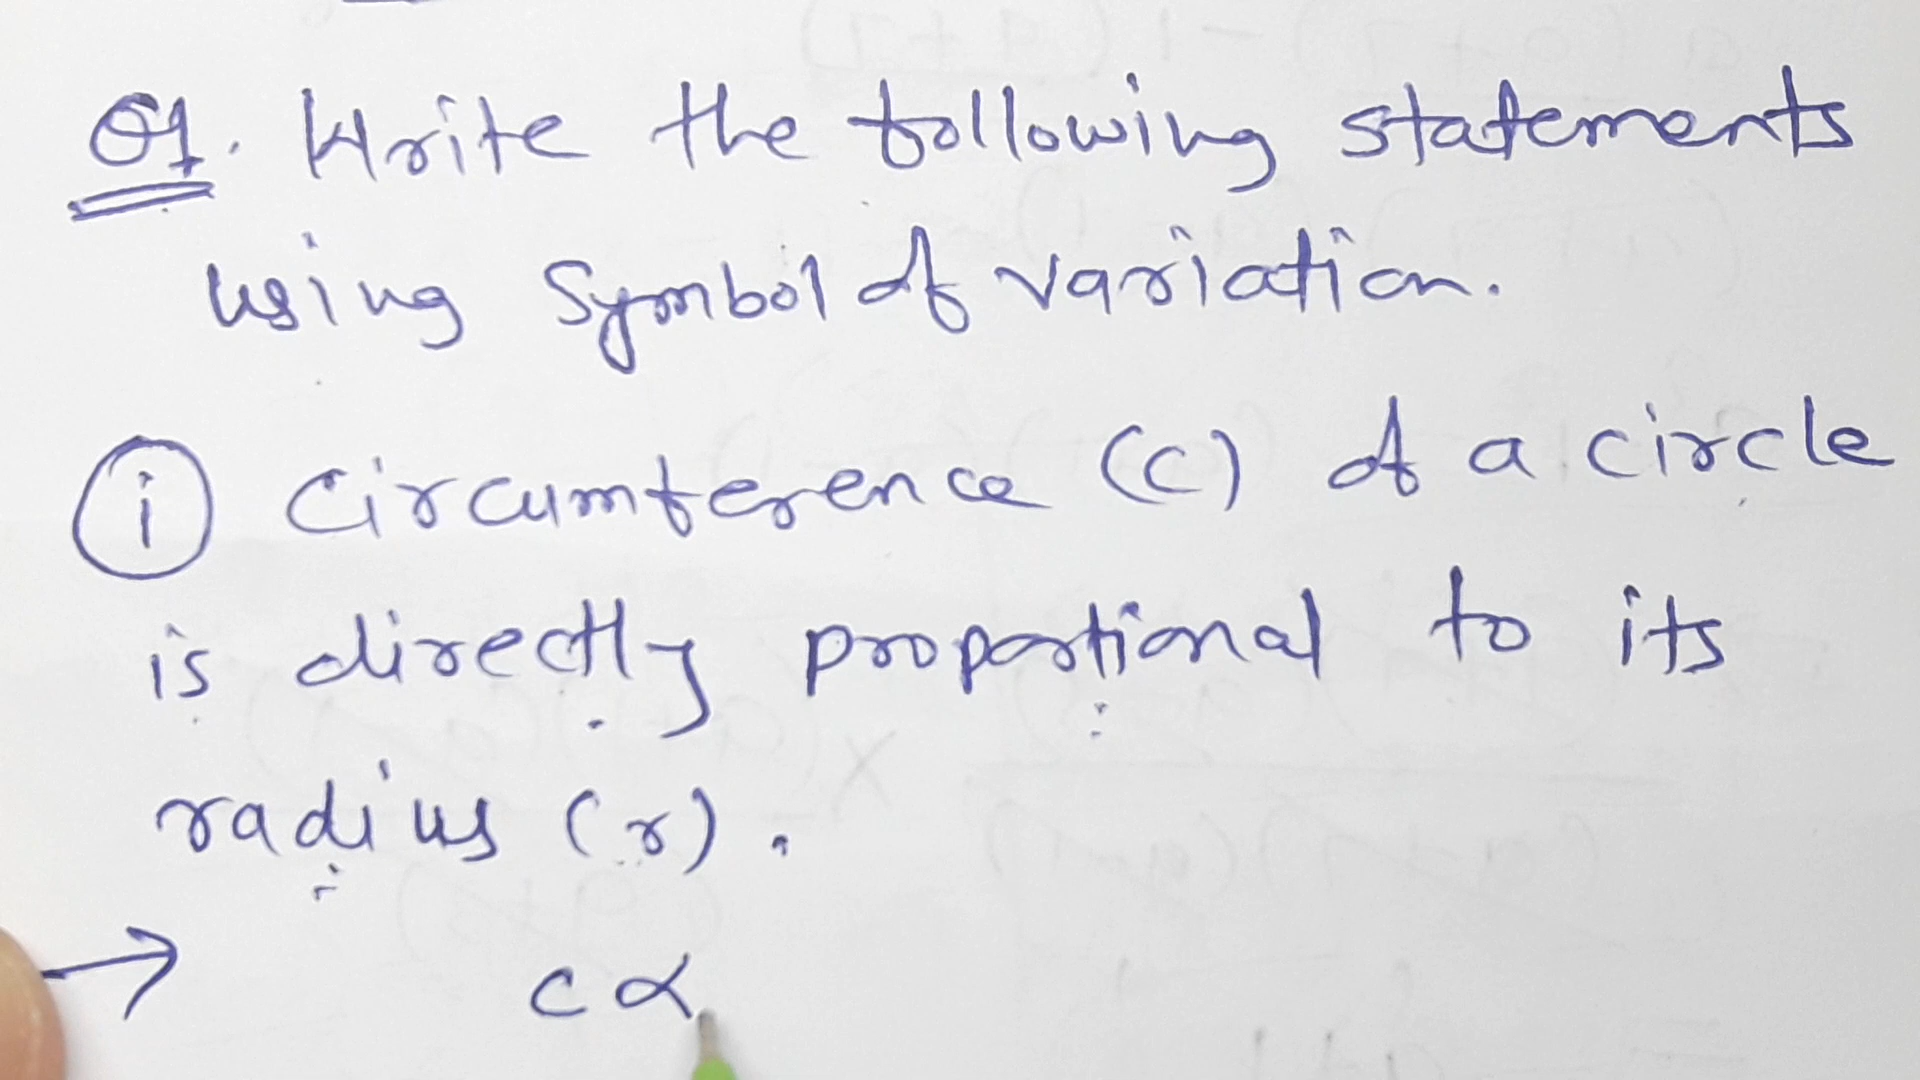 Q1. Write the following statements
using symbol of variation.
(i) Circumference (c) of a circle
is directly proportional to its
radius (r).
→ c ∝